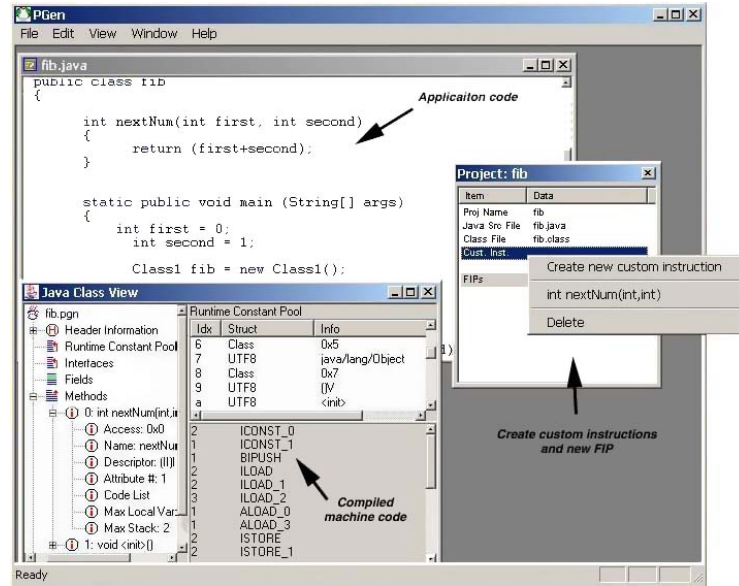 PGen
File Edit View Window Help
fib.java
public class fib
{
int nextNum(int first, int second)
{
return (first+second);
}
static public void main (String[] args)
{
int first = 0;
int second = 1;
Class1 fib = new Class1();
Applicaiton code
Project: fib
Item Data
Proj Name fib
Java Src File fib.java
Class File fib.class
Cust. Inst.
FIPs
Create new custom instruction
int nextNum(int,int)
Delete
Create custom instructions
and new FIP
Java Class View
fib.pgn
Header Information
Runtime Constant Pool
Interfaces
Fields
Methods
0: int nextNum(int,in
Access: 0x0
Name: nextNur
Descriptor: (II)I
Attribute #: 1
Code List
Max Local Var:
Max Stack: 2
1: void <init>()
Runtime Constant Pool
Idx Struct Info
6 Class 0x5
7 UTF8 java/lang/Object
8 Class 0x7
9 UTF8 ()V
a UTF8 <init>
2 ICONST_0
1 ICONST_1
1 BIPUSH
2 ILOAD
2 ILOAD_1
3 ILOAD_2
1 ALOAD_0
1 ALOAD_3
2 ISTORE
2 ISTORE_1
Compiled
machine code
Ready